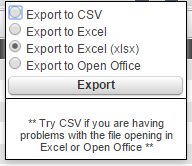 Export to CSV
Export to Excel
Export to Excel (xlsx)
Export to Open Office
Export
** Try CSV if you are having
problems with the file opening in
Excel or Open Office **